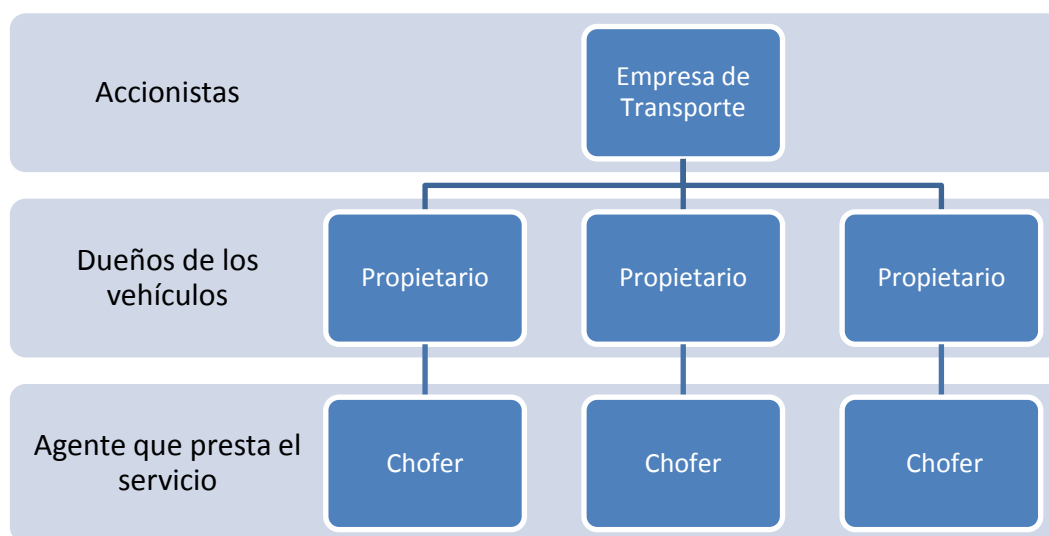 Accionistas
Empresa de
Transporte
Dueños de los
vehículos
Propietario
Propietario
Propietario
Agente que presta el
servicio
Chofer
Chofer
Chofer